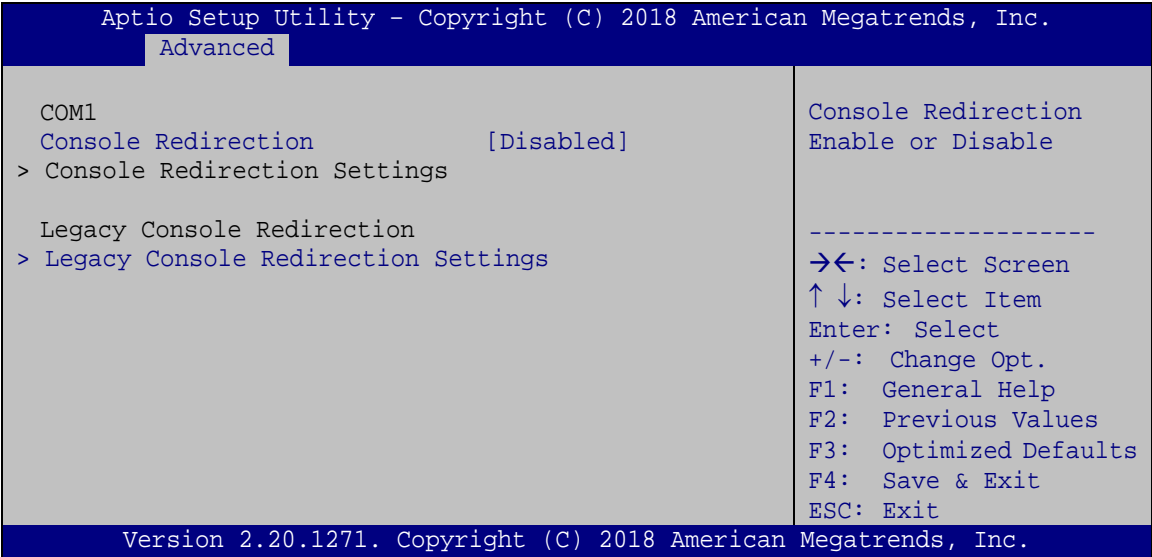 Aptio Setup Utility – Copyright (C) 2018 American Megatrends, Inc.
Advanced
COM1
Console Redirection [Disabled]
> Console Redirection Settings
Legacy Console Redirection
> Legacy Console Redirection Settings
Console Redirection
Enable or Disable
--------------------
→←: Select Screen
↑ ↓: Select Item
Enter: Select
+/-: Change Opt.
F1: General Help
F2: Previous Values
F3: Optimized Defaults
F4: Save & Exit
ESC: Exit
Version 2.20.1271. Copyright (C) 2018 American Megatrends, Inc.